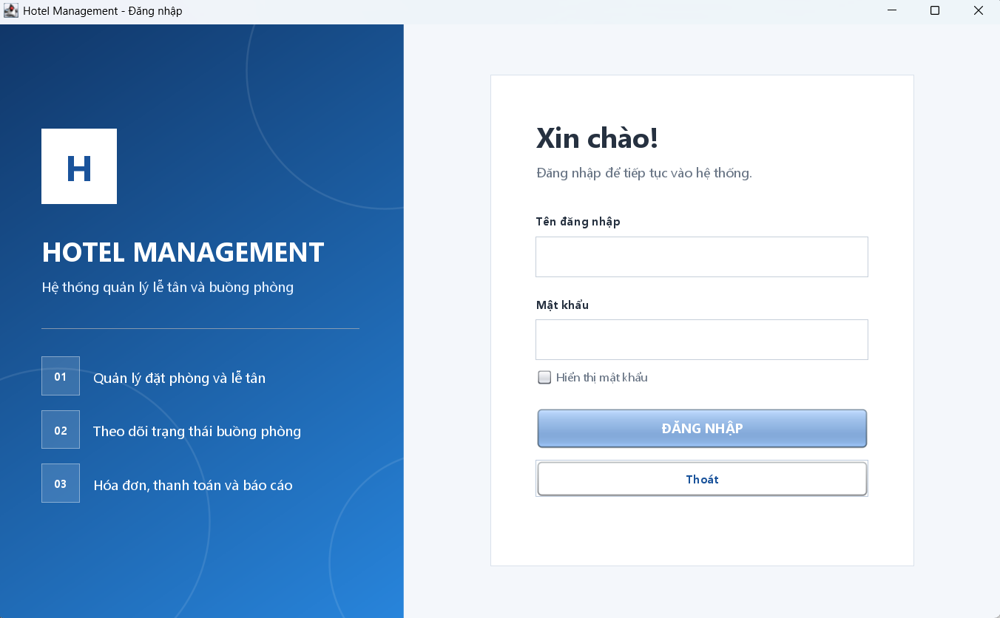 Hotel Management - Đăng nhập
H
HOTEL MANAGEMENT
Hệ thống quản lý lễ tân và buồng phòng
01
Quản lý đặt phòng và lễ tân
02
Theo dõi trạng thái buồng phòng
03
Hóa đơn, thanh toán và báo cáo
Xin chào!
Đăng nhập để tiếp tục vào hệ thống.
Tên đăng nhập
Mật khẩu
Hiển thị mật khẩu
ĐĂNG NHẬP
Thoát